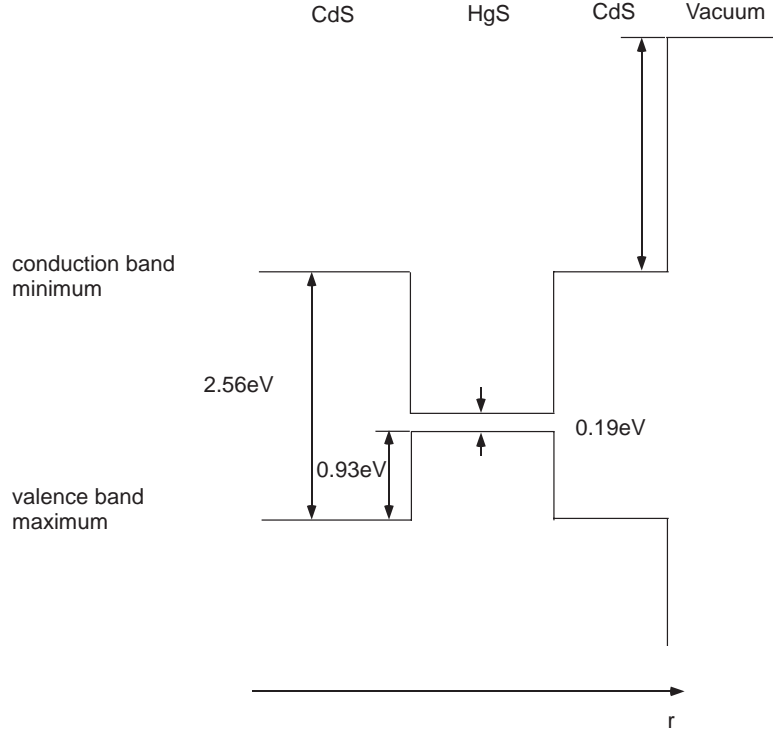 CdS HgS CdS Vacuum
conduction band
minimum
2.56eV
0.19eV
0.93eV
valence band
maximum
r